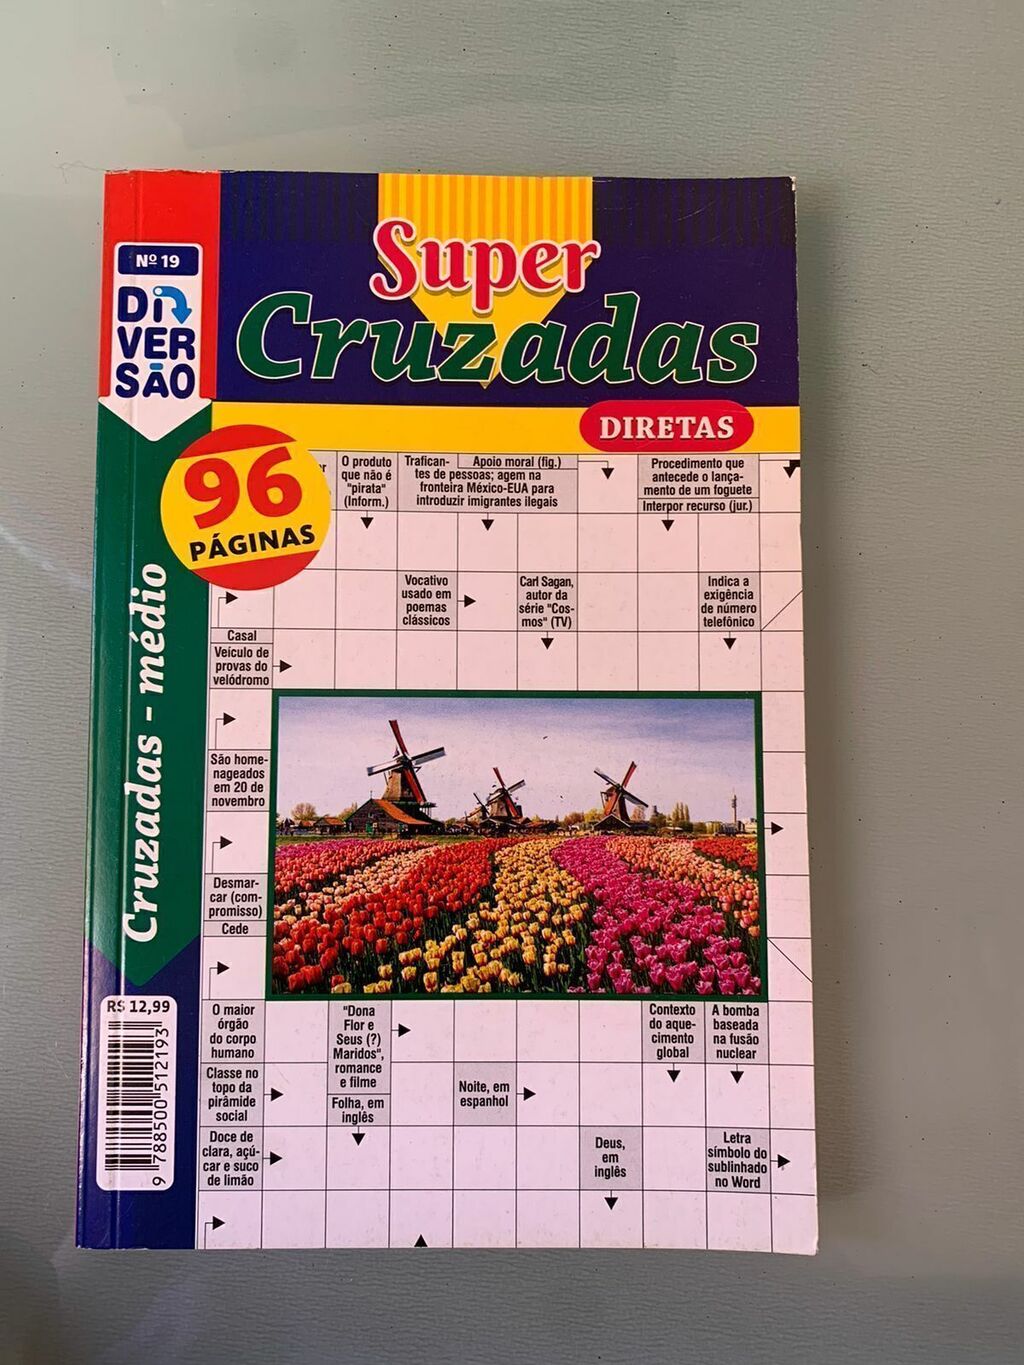 Nº 19
DIVERSÃO
Super
Cruzadas
DIRETAS
96
PÁGINAS
Cruzadas - médio
R$ 12,99
9 788500 512193
O produto
que não é
"pirata"
(Inform.)
Trafican-
tes de pessoas; agem na
fronteira México-EUA para
introduzir imigrantes ilegais
Apoio moral (fig.)
Procedimento que
antecede o lança-
mento de um foguete
Interpor recurso (jur.)
Vocativo
usado em
poemas
clássicos
Carl Sagan,
autor da
série "Cos-
mos" (TV)
Indica a
exigência
de número
telefônico
Casal
Veículo de
provas do
velódromo
São home-
nageados
em 20 de
novembro
Desmar-
car (com-
promisso)
Cede
O maior
órgão
do corpo
humano
"Dona
Flor e
Seus (?)
Maridos",
romance
e filme
Contexto
do aque-
cimento
global
A bomba
baseada
na fusão
nuclear
Classe no
topo da
pirâmide
social
Folha, em
inglês
Noite, em
espanhol
Doce de
clara, açú-
car e suco
de limão
Deus,
em
inglês
Letra
símbolo do
sublinhado
no Word